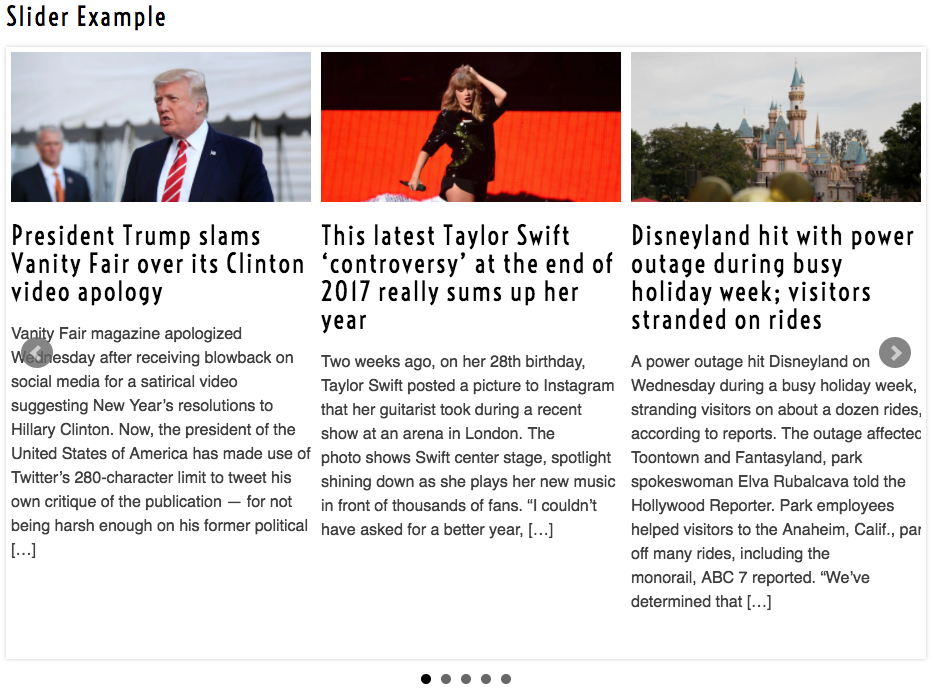 Slider Example
President Trump slams
Vanity Fair over its Clinton
video apology
Vanity Fair magazine apologized
Wednesday after receiving blowback on
social media for a satirical video
suggesting New Year’s resolutions to
Hillary Clinton. Now, the president of the
United States of America has made use of
Twitter’s 280-character limit to tweet his
own critique of the publication — for not
being harsh enough on his former political
[…]
This latest Taylor Swift
‘controversy’ at the end of
2017 really sums up her
year
Two weeks ago, on her 28th birthday,
Taylor Swift posted a picture to Instagram
that her guitarist took during a recent
show at an arena in London. The
photo shows Swift center stage, spotlight
shining down as she plays her new music
in front of thousands of fans. “I couldn’t
have asked for a better year, […]
Disneyland hit with power
outage during busy
holiday week; visitors
stranded on rides
A power outage hit Disneyland on
Wednesday during a busy holiday week,
stranding visitors on about a dozen rides,
according to reports. The outage affected
Toontown and Fantasyland, park
spokeswoman Elva Rubalcava told the
Hollywood Reporter. Park employees
helped visitors to the Anaheim, Calif., par
off many rides, including the
monorail, ABC 7 reported. “We’ve
determined that […]